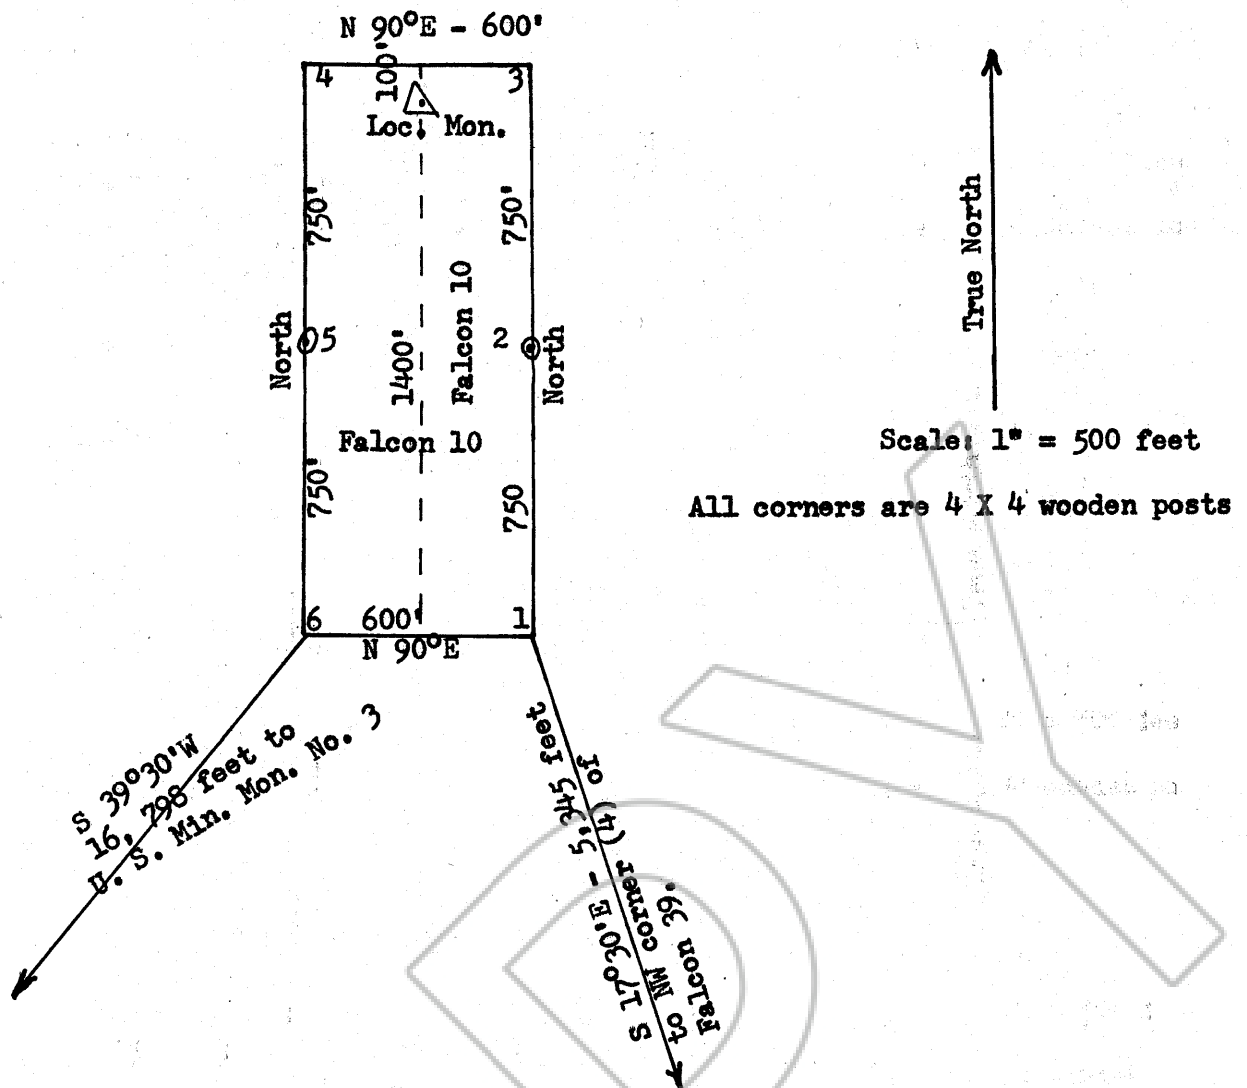 N 90°E - 600'
4
100'
3
Loc. Mon.
750'
750'
True North
North
5
1400'
Falcon 10
2
North
Falcon 10
Scale: 1" = 500 feet
All corners are 4 X 4 wooden posts
750'
750
6
600'
1
N 90°E
S 39°30'W
16, 798 feet to
U. S. Min. Mon. No. 3
S 17°30'E - 5,345 feet
to NW corner (4) of
Falcon 39.